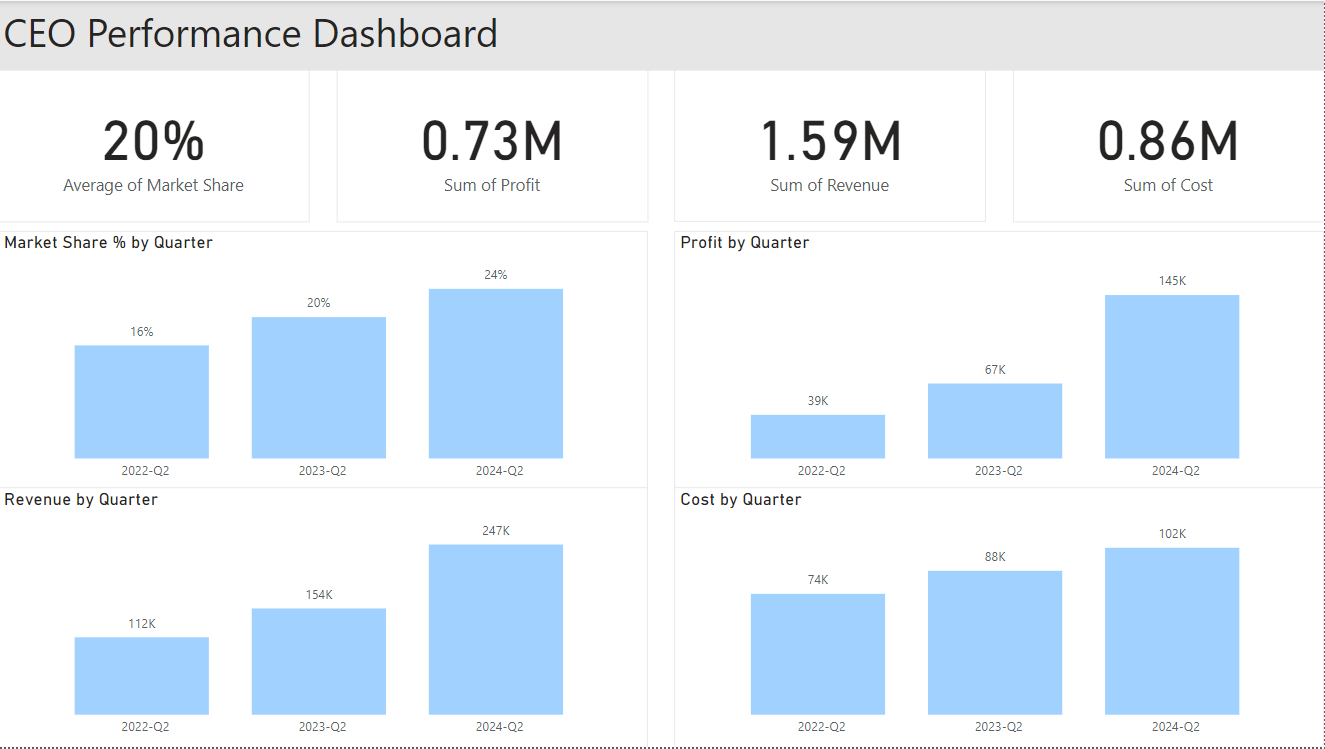 CEO Performance Dashboard
20%
Average of Market Share
0.73M
Sum of Profit
1.59M
Sum of Revenue
0.86M
Sum of Cost
Market Share % by Quarter
16%
20%
24%
2022-Q2
2023-Q2
2024-Q2
Profit by Quarter
39K
67K
145K
2022-Q2
2023-Q2
2024-Q2
Revenue by Quarter
112K
154K
247K
2022-Q2
2023-Q2
2024-Q2
Cost by Quarter
74K
88K
102K
2022-Q2
2023-Q2
2024-Q2